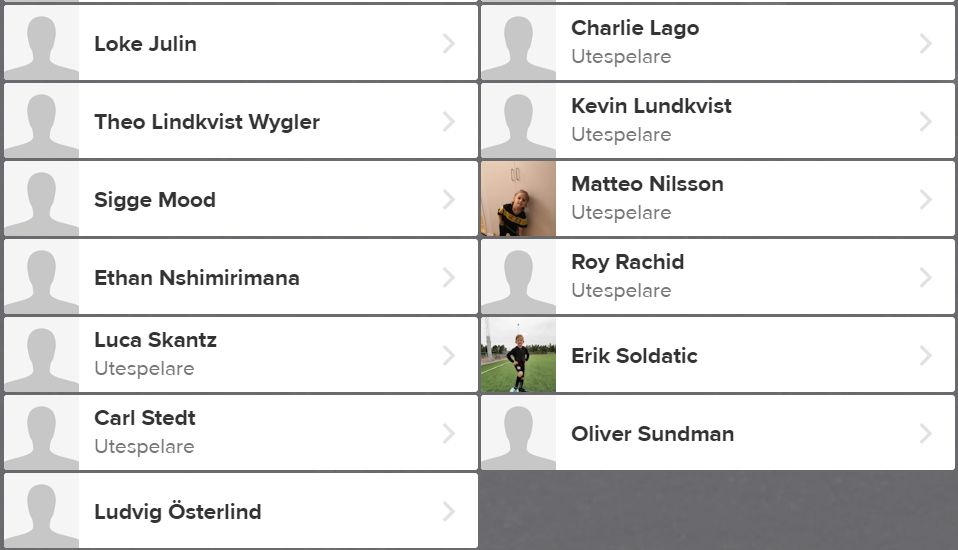 Loke Julin
Charlie Lago
Utespelare
Theo Lindkvist Wygler
Kevin Lundkvist
Utespelare
Sigge Mood
Matteo Nilsson
Utespelare
Ethan Nshimirimana
Roy Rachid
Utespelare
Luca Skantz
Utespelare
Erik Soldatic
Carl Stedt
Utespelare
Oliver Sundman
Ludvig Österlind